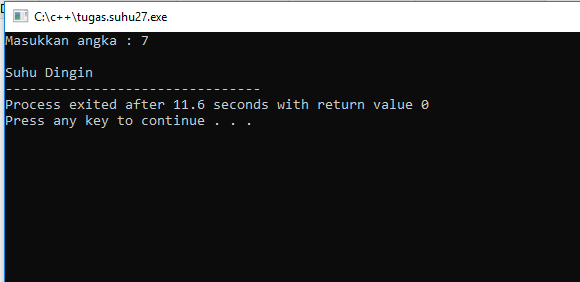 C:\c++\tugas.suhu27.exe
Masukkan angka : 7
Suhu Dingin
--------------------------------
Process exited after 11.6 seconds with return value 0
Press any key to continue . . .